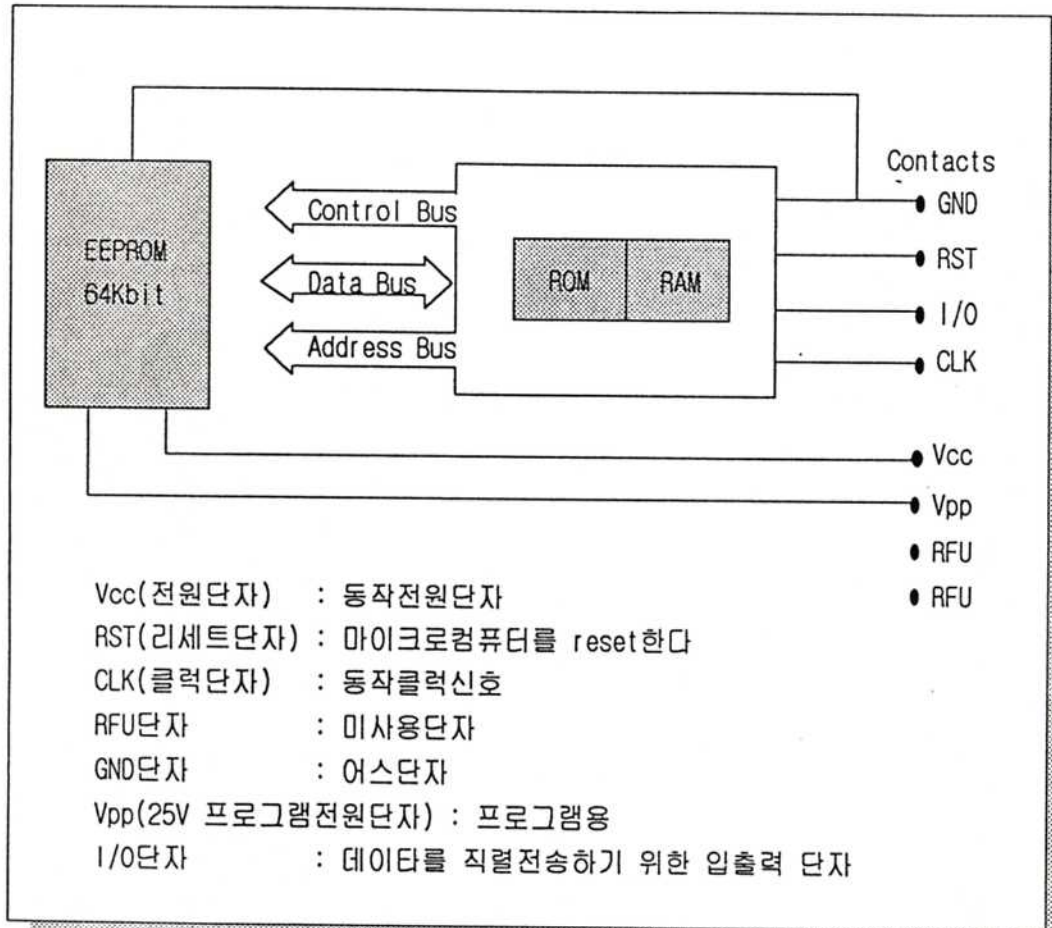 Contacts
GND
Control Bus
EEPROM
64Kbit
RST
Data Bus
ROM
RAM
I/O
Address Bus
CLK
Vcc
Vpp
RFU
RFU
Vcc(전원단자) : 동작전원단자
RST(리세트단자) : 마이크로컴퓨터를 reset한다
CLK(클럭단자) : 동작클럭신호
RFU단자 : 미사용단자
GND단자 : 어스단자
Vpp(25V 프로그램전원단자) : 프로그램용
I/O단자 : 데이타를 직렬전송하기 위한 입출력 단자